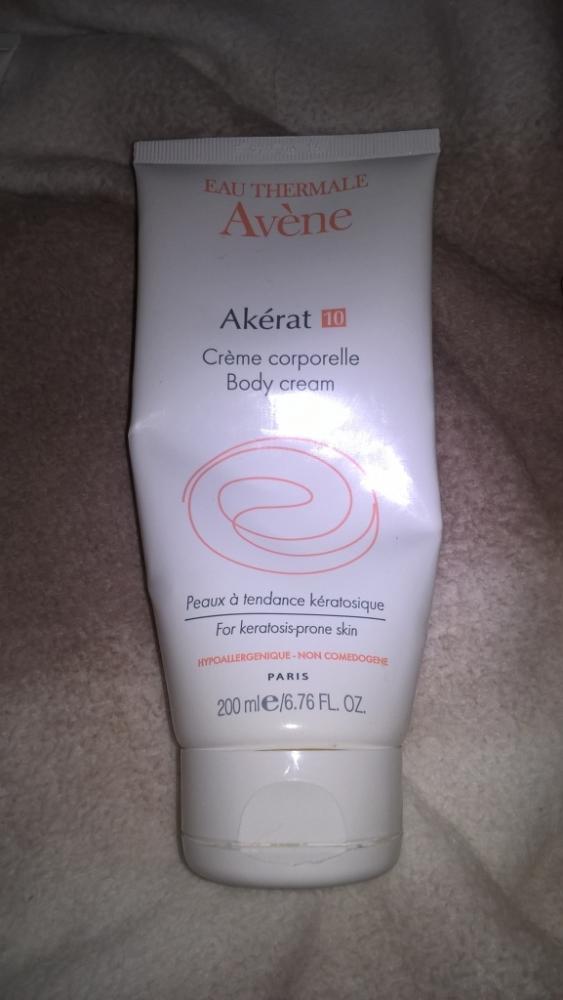 EAU THERMALE
Avène
Akérat 10
Crème corporelle
Body cream
Peaux à tendance kératosique
For keratosis-prone skin
HYPOALLERGENIQUE - NON COMEDOGENE
PARIS
200 ml℮/6.76 FL. OZ.